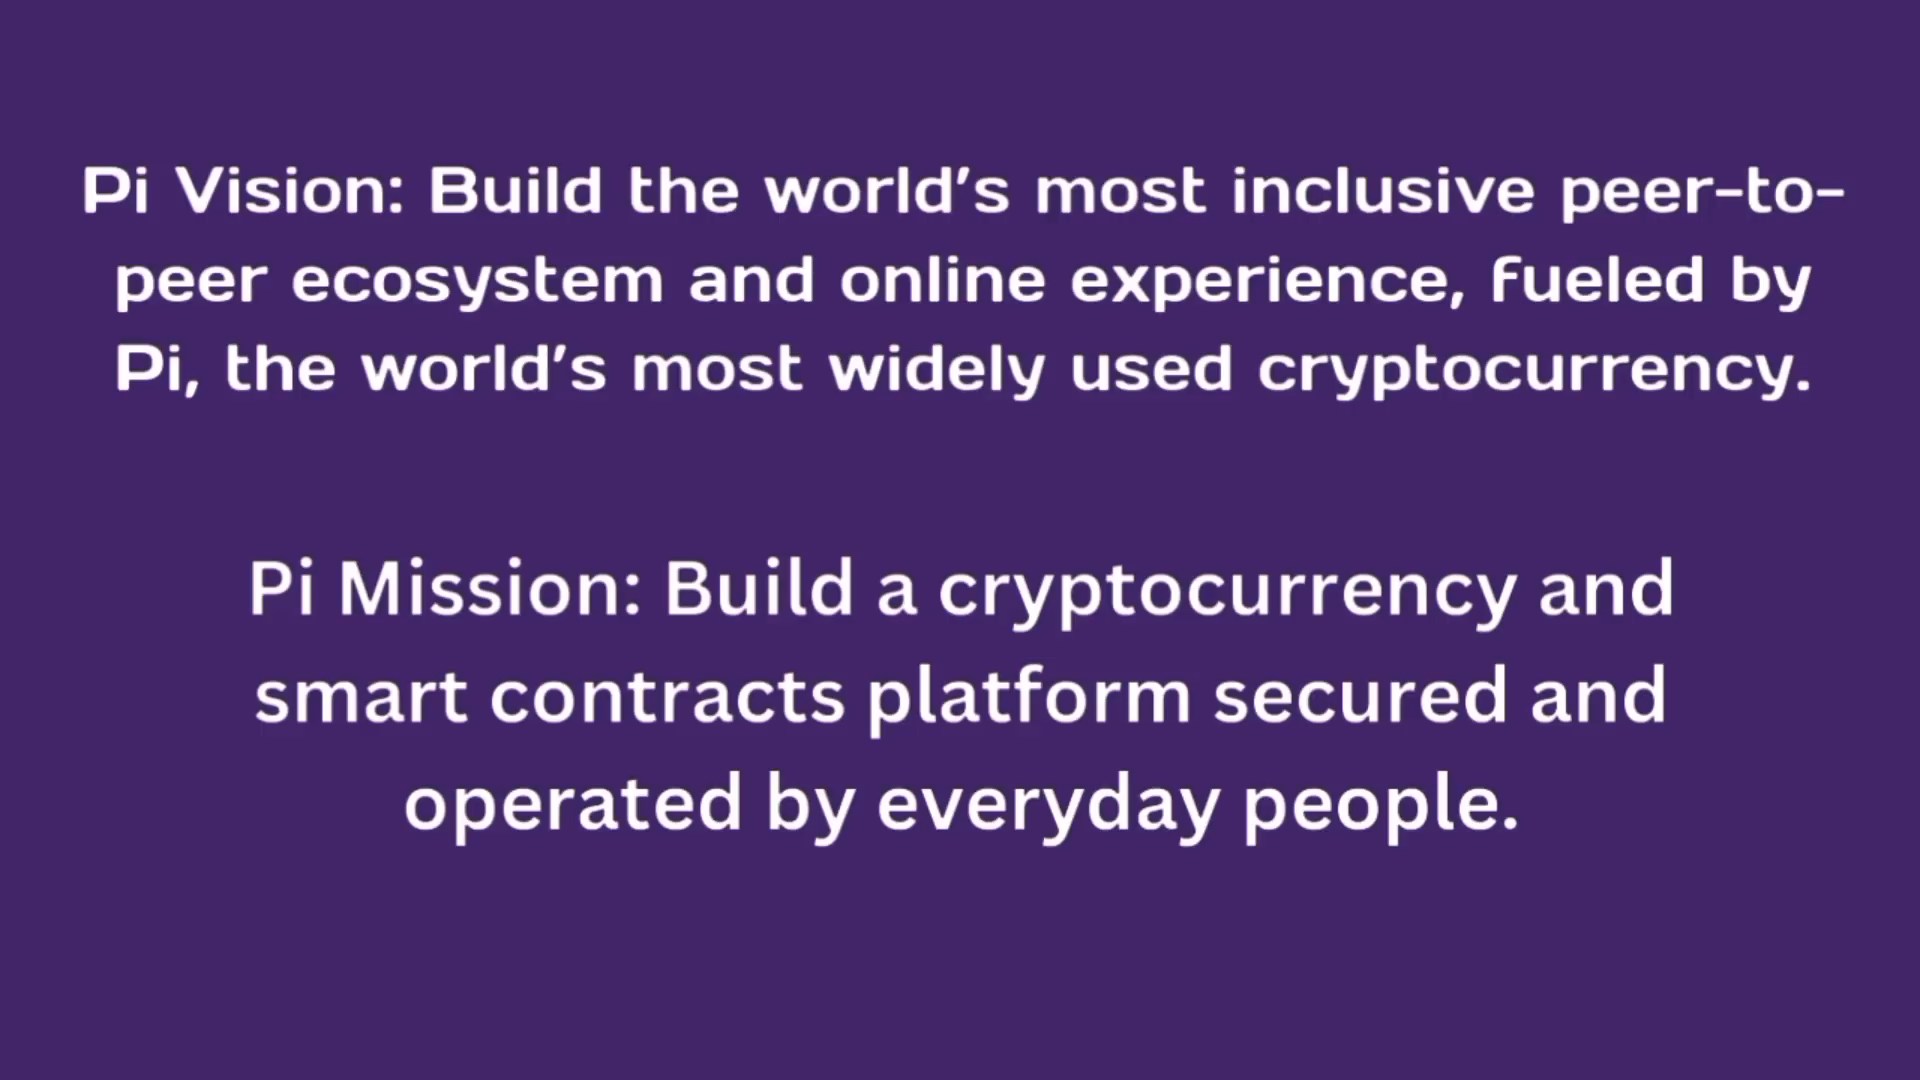 Pi Vision: Build the world's most inclusive peer-to-
peer ecosystem and online experience, fueled by
Pi, the world's most widely used cryptocurrency.
Pi Mission: Build a cryptocurrency and
smart contracts platform secured and
operated by everyday people.